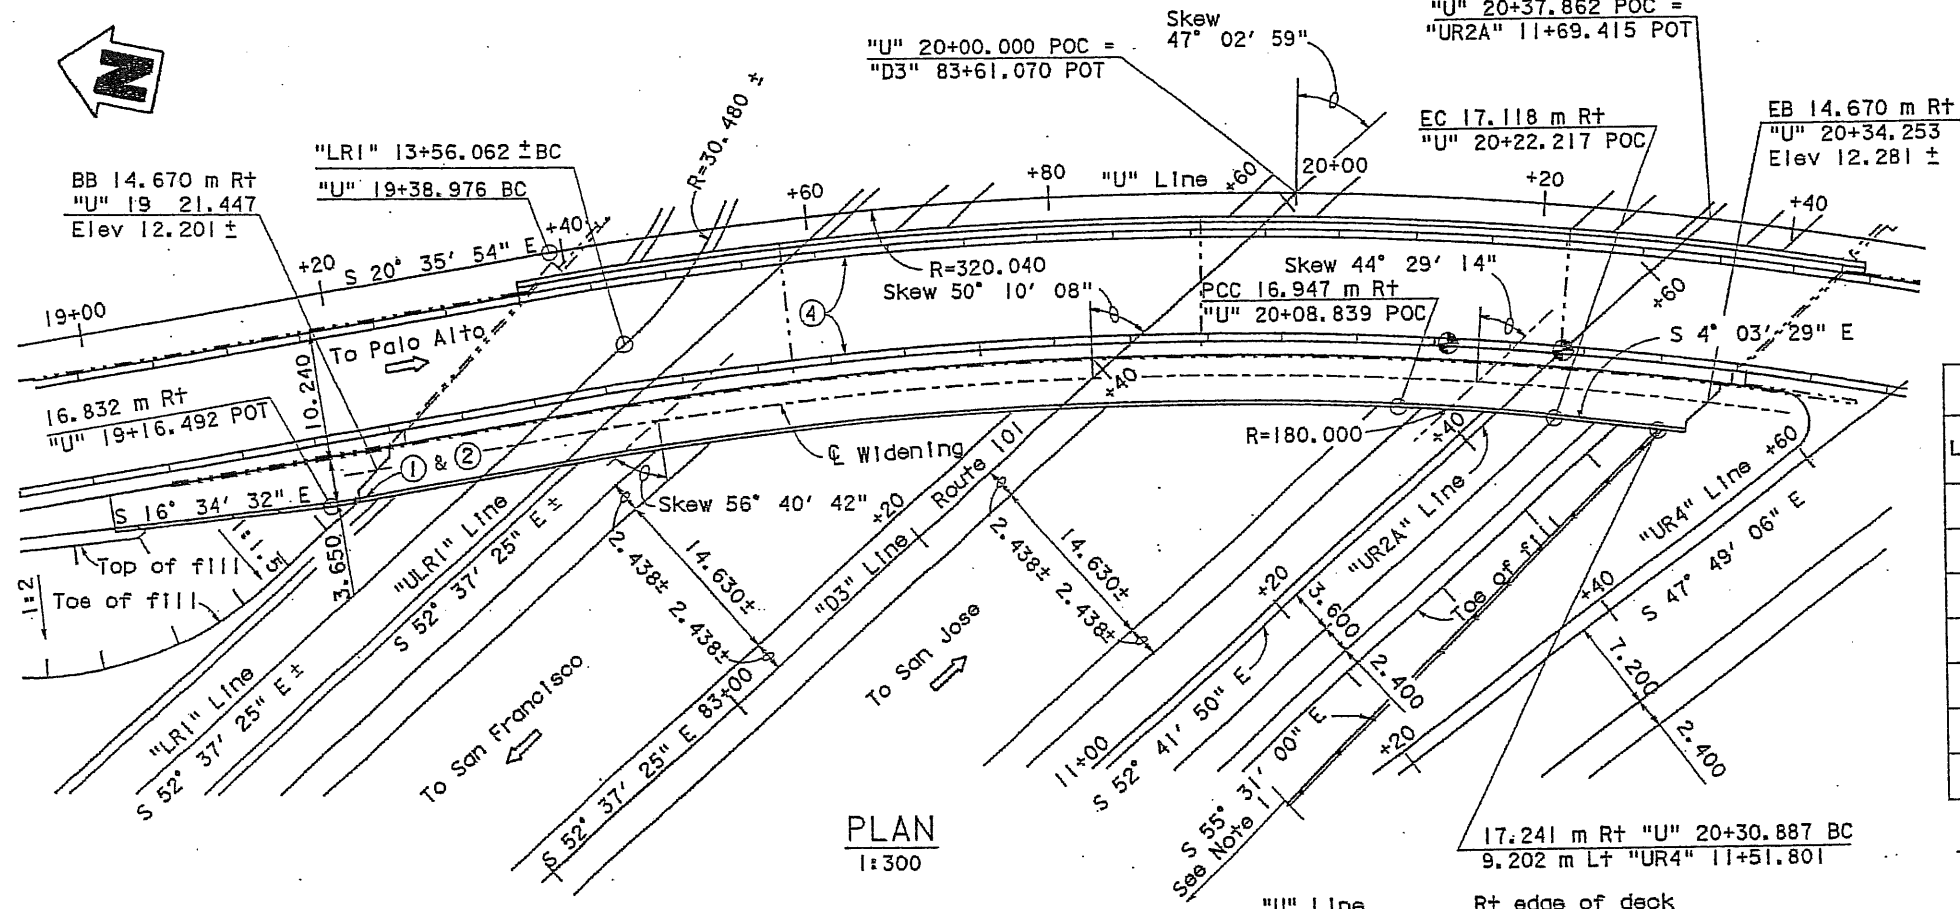 N
Skew
47° 02' 59"
"U" 20+37.862 POC =
"UR2A" 11+69.415 POT
"U" 20+00.000 POC =
"D3" 83+61.070 POT
R=30.480 ±
EC 17.118 m Rt
"U" 20+22.217 POC
EB 14.670 m Rt
"U" 20+34.253
Elev 12.281 ±
"LR1" 13+56.062 ± BC
"U" 19+38.976 BC
BB 14.670 m Rt
"U" 19 21.447
Elev 12.201 ±
19+00
+20
S 20° 35' 54" E
+40
+60
+80
"U" Line
+60
20+00
+20
+40
R=320.040
Skew 50° 10' 08"
Skew 44° 29' 14"
PCC 16.947 m Rt
"U" 20+08.839 POC
+60
S 4° 03' 29" E
4
To Palo Alto
10.240
16.832 m Rt
"U" 19+16.492 POT
1 & 2
+40
R=180.000
+40
℄ Widening
S 16° 34' 32" E
1:1.5
3.650
Top of fill
Toe of fill
1:2
"ULR1" Line
S 52° 37' 25" E ±
Skew 56° 40' 42"
+20
"D3" Line
Route 101
2.438±
14.630±
2.438±
2.438±
14.630±
2.438±
"UR2A" Line
+20
3.600
2.400
Toe of fill
"UR4" Line
+60
+40
S 47° 49' 06" E
7.200
2.400
+20
"LR1" Line
S 52° 37' 25" E ±
To San Francisco
To San Jose
83+00
S 52° 37' 25" E
11+00
S 52° 41' 50" E
S 55° 31' 00" E
See Note 1
PLAN
1:300
17.241 m Rt "U" 20+30.887 BC
9.202 m Lt "UR4" 11+51.801
"U" Line
Rt edge of deck